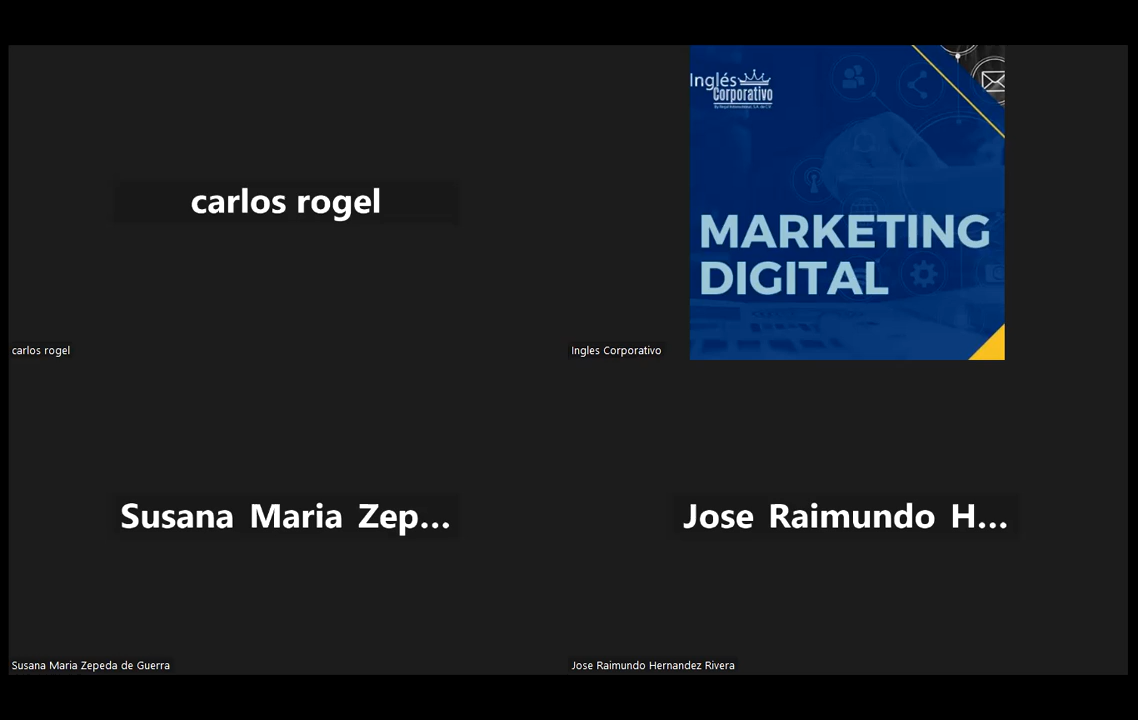 carlos rogel
carlos rogel
Inglés
Corporativo
MARKETING
DIGITAL
Ingles Corporativo
Susana Maria Zep...
Susana Maria Zepeda de Guerra
Jose Raimundo H...
Jose Raimundo Hernandez Rivera